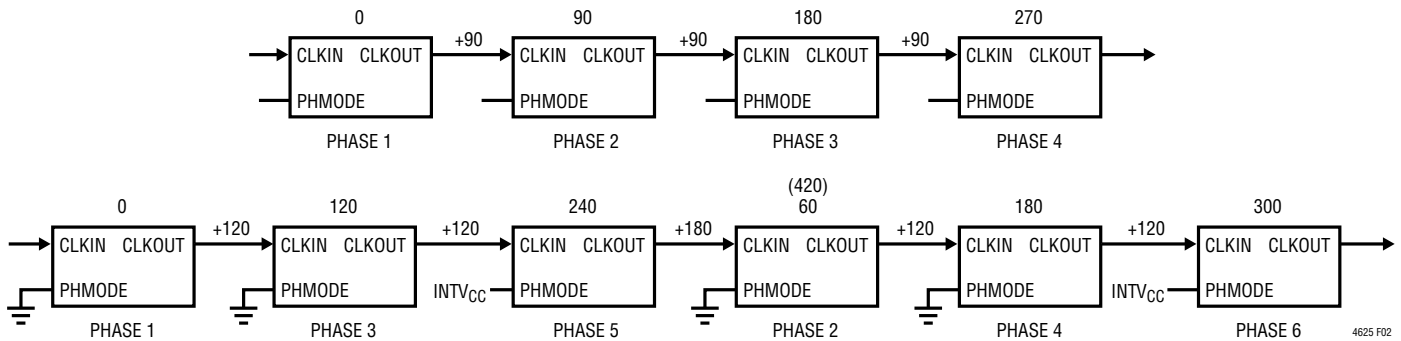 0 90 180 270
+90 +90 +90
CLKIN CLKOUT CLKIN CLKOUT CLKIN CLKOUT CLKIN CLKOUT
PHMODE PHMODE PHMODE PHMODE
PHASE 1 PHASE 2 PHASE 3 PHASE 4
(420)
0 120 240 60 180 300
+120 +120 +180 +120 +120
CLKIN CLKOUT CLKIN CLKOUT CLKIN CLKOUT CLKIN CLKOUT CLKIN CLKOUT CLKIN CLKOUT
PHMODE PHMODE INTVCC PHMODE PHMODE PHMODE INTVCC PHMODE
PHASE 1 PHASE 3 PHASE 5 PHASE 2 PHASE 4 PHASE 6
4625 F02